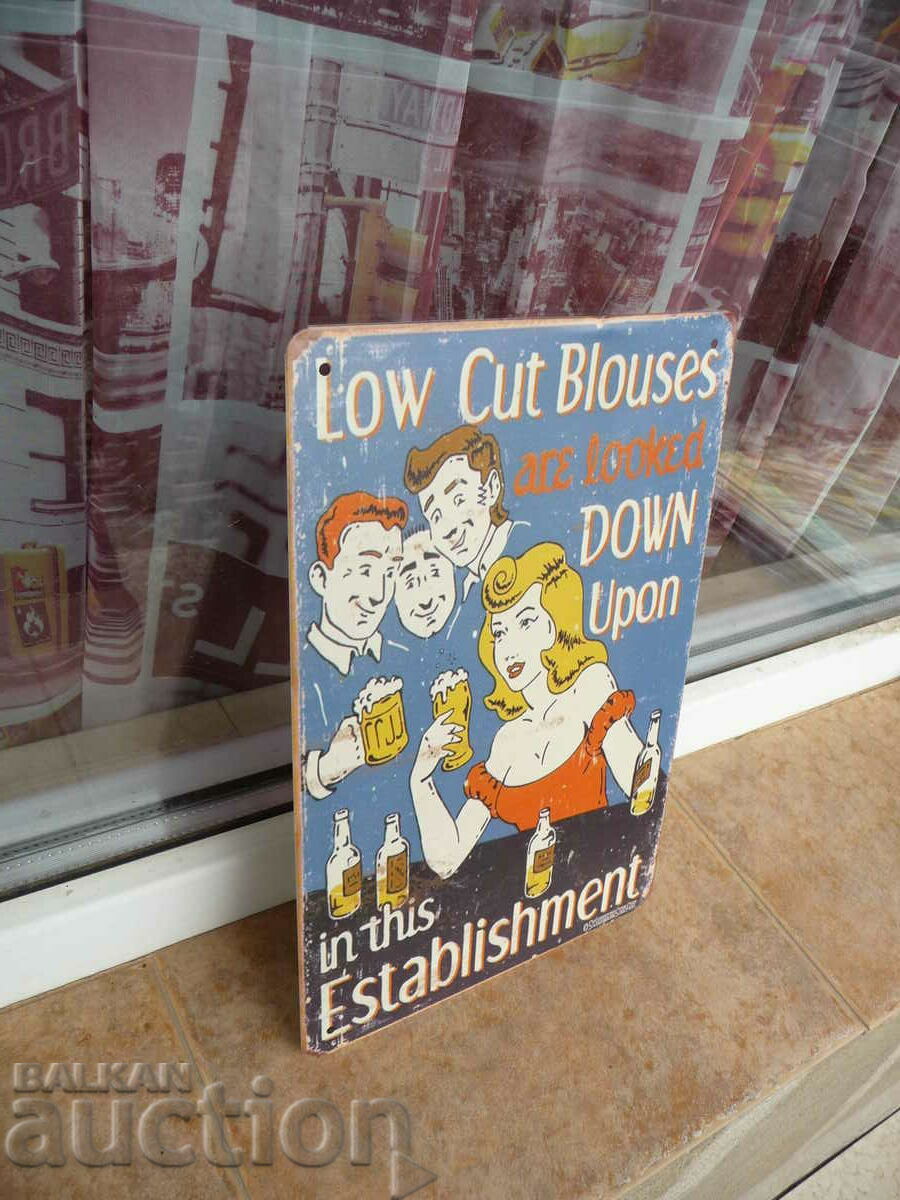 Low Cut Blouses
are looked
DOWN
Upon
in this
Establishment
BALKAN
auction